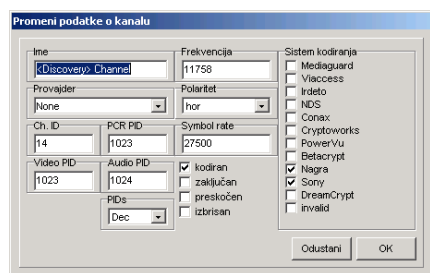 Promeni podatke o kanalu
Ime
<Discovery> Channel
Frekvencija
11758
Provajder
None
Polaritet
hor
Ch. ID
14
PCR PID
1023
Symbol rate
27500
Video PID
1023
Audio PID
1024
PIDs
Dec
kodiran
zaključan
preskočen
izbrisan
Sistem kodiranja
Mediaguard
Viaccess
Irdeto
NDS
Conax
Cryptoworks
PowerVu
Betacrypt
Nagra
Sony
DreamCrypt
invalid
Odustani
OK